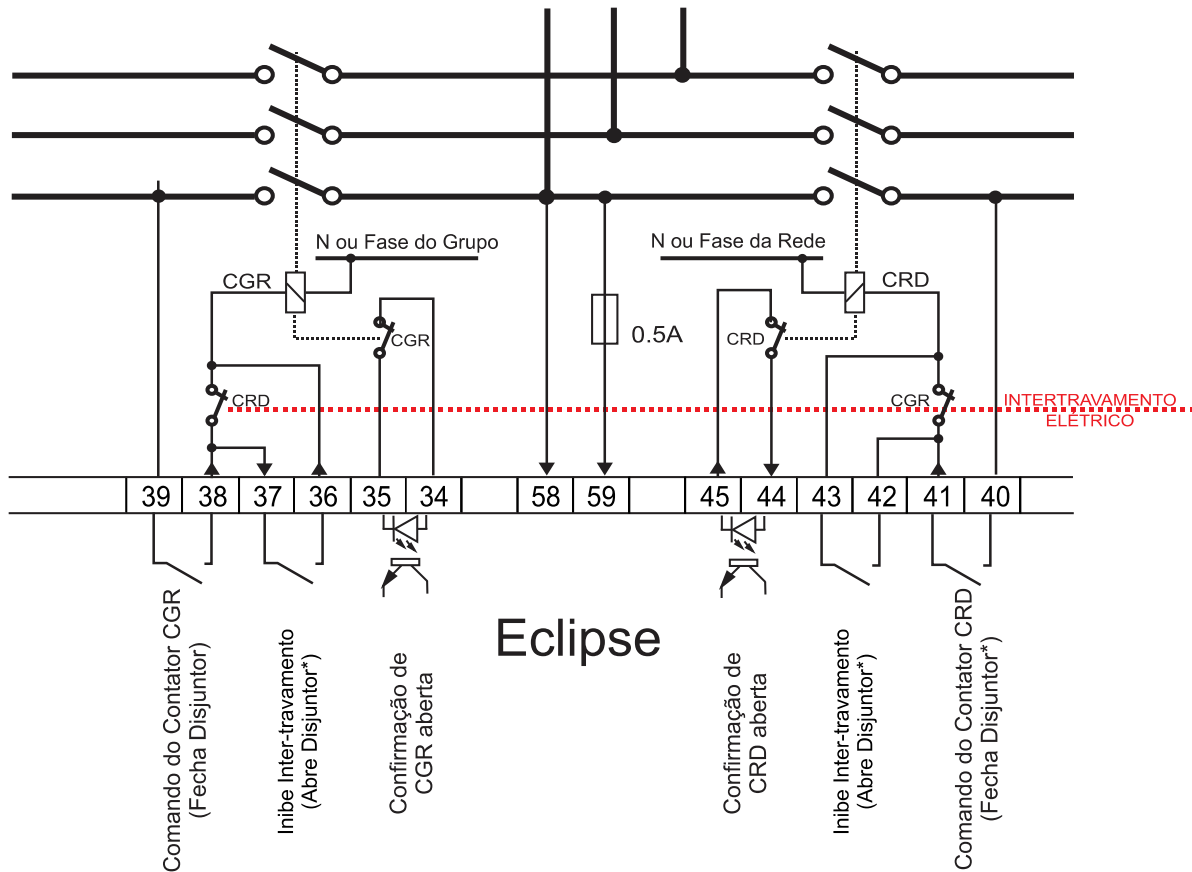 N ou Fase do Grupo
N ou Fase da Rede
CGR
CRD
0.5A
CGR
CRD
CRD
CGR
INTERTRAVAMENTO
ELÉTRICO
39 38 37 36 35 34 58 59 45 44 43 42 41 40
Eclipse
Comando do Contator CGR
(Fecha Disjuntor)
Inibe Inter-travamento
(Abre Disjuntor*)
Confirmação de
CGR aberta
Confirmação de
CRD aberta
Inibe Inter-travamento
(Abre Disjuntor*)
Comando do Contator CRD
(Fecha Disjuntor*)